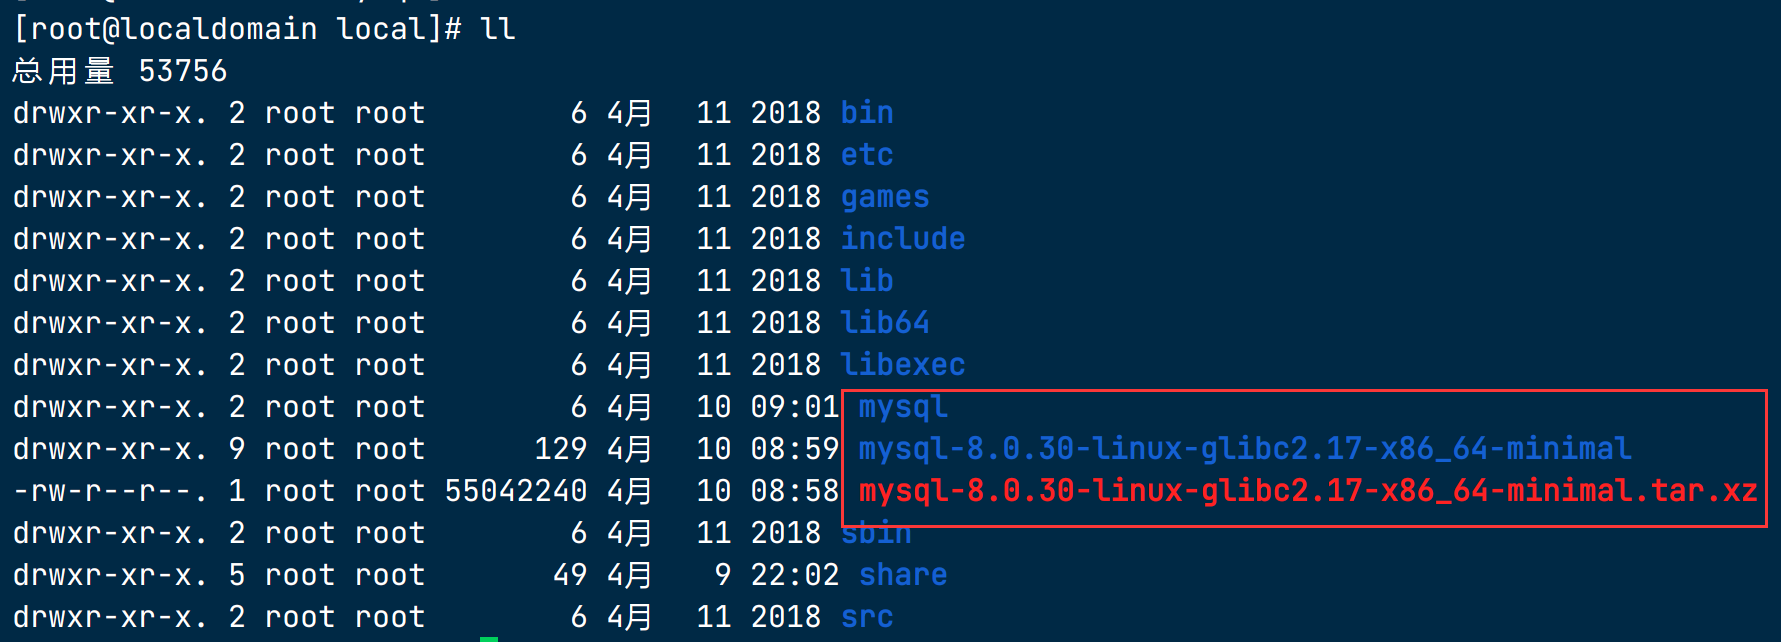 [root@localdomain local]# ll
总用量 53756
drwxr-xr-x. 2 root root        6 4月  11 2018 bin
drwxr-xr-x. 2 root root        6 4月  11 2018 etc
drwxr-xr-x. 2 root root        6 4月  11 2018 games
drwxr-xr-x. 2 root root        6 4月  11 2018 include
drwxr-xr-x. 2 root root        6 4月  11 2018 lib
drwxr-xr-x. 2 root root        6 4月  11 2018 lib64
drwxr-xr-x. 2 root root        6 4月  11 2018 libexec
drwxr-xr-x. 2 root root        6 4月  10 09:01 mysql
drwxr-xr-x. 9 root root      129 4月  10 08:59 mysql-8.0.30-linux-glibc2.17-x86_64-minimal
-rw-r--r--. 1 root root 55042240 4月  10 08:58 mysql-8.0.30-linux-glibc2.17-x86_64-minimal.tar.xz
drwxr-xr-x. 2 root root        6 4月  11 2018 sbin
drwxr-xr-x. 5 root root       49 4月   9 22:02 share
drwxr-xr-x. 2 root root        6 4月  11 2018 src